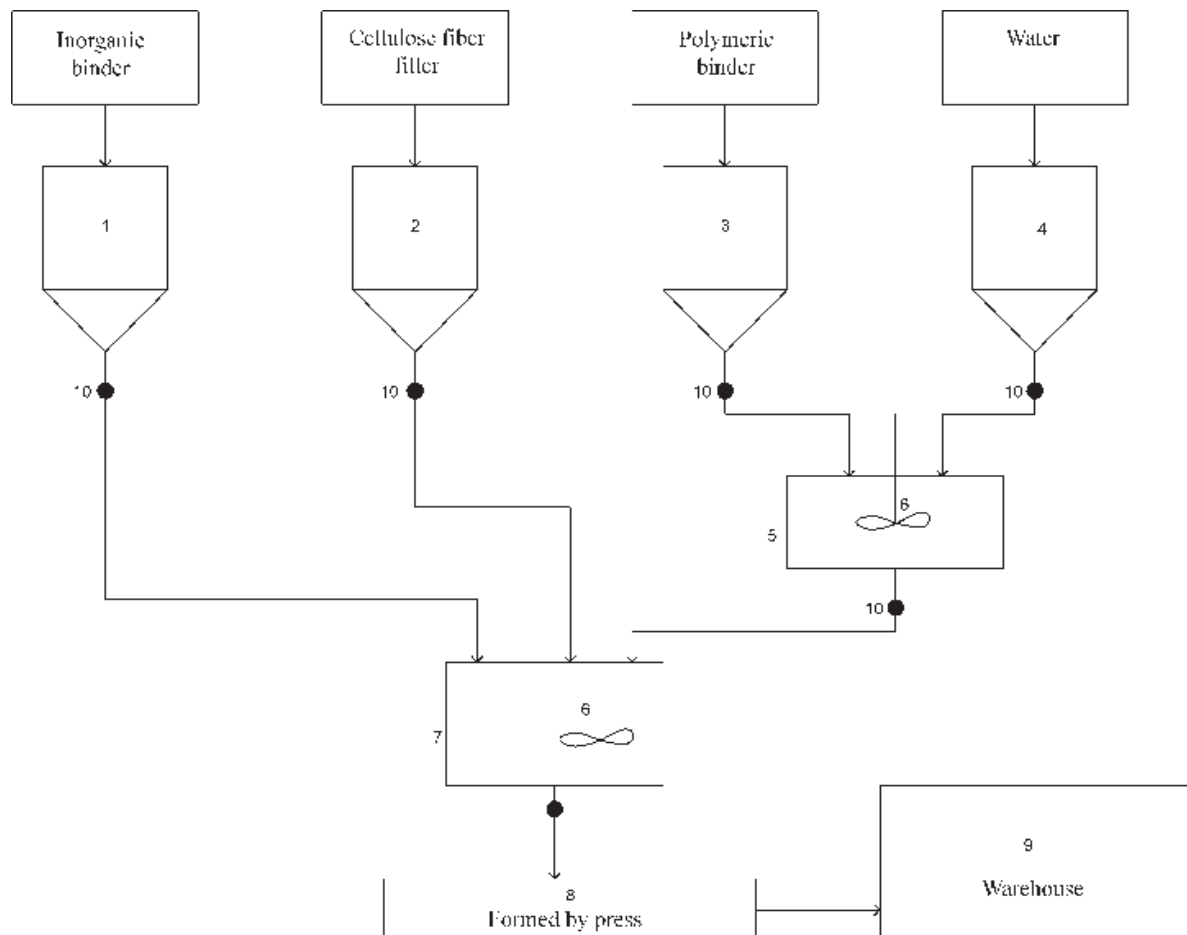 Inorganic
binder
Cellulose fiber
filler
Polymeric
binder
Water
1
2
3
4
10
10
10
10
6
5
10
6
7
8
Formed by press
9
Warehouse